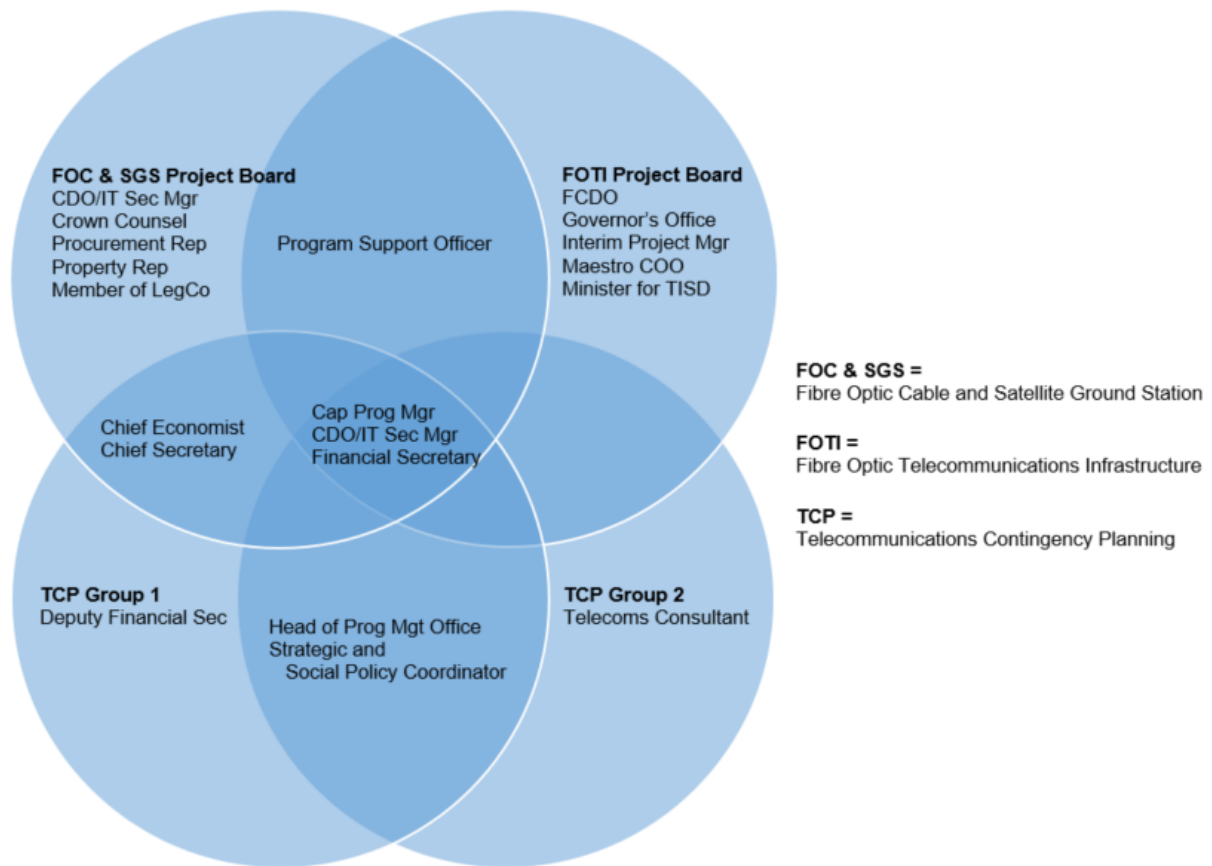 FOC & SGS Project Board
CDO/IT Sec Mgr
Crown Counsel
Procurement Rep
Property Rep
Member of LegCo
Program Support Officer
FOTI Project Board
FCDO
Governor's Office
Interim Project Mgr
Maestro COO
Minister for TISD
Chief Economist
Chief Secretary
Cap Prog Mgr
CDO/IT Sec Mgr
Financial Secretary
TCP Group 1
Deputy Financial Sec
Head of Prog Mgt Office
Strategic and
Social Policy Coordinator
TCP Group 2
Telecoms Consultant
FOC & SGS =
Fibre Optic Cable and Satellite Ground Station
FOTI =
Fibre Optic Telecommunications Infrastructure
TCP =
Telecommunications Contingency Planning